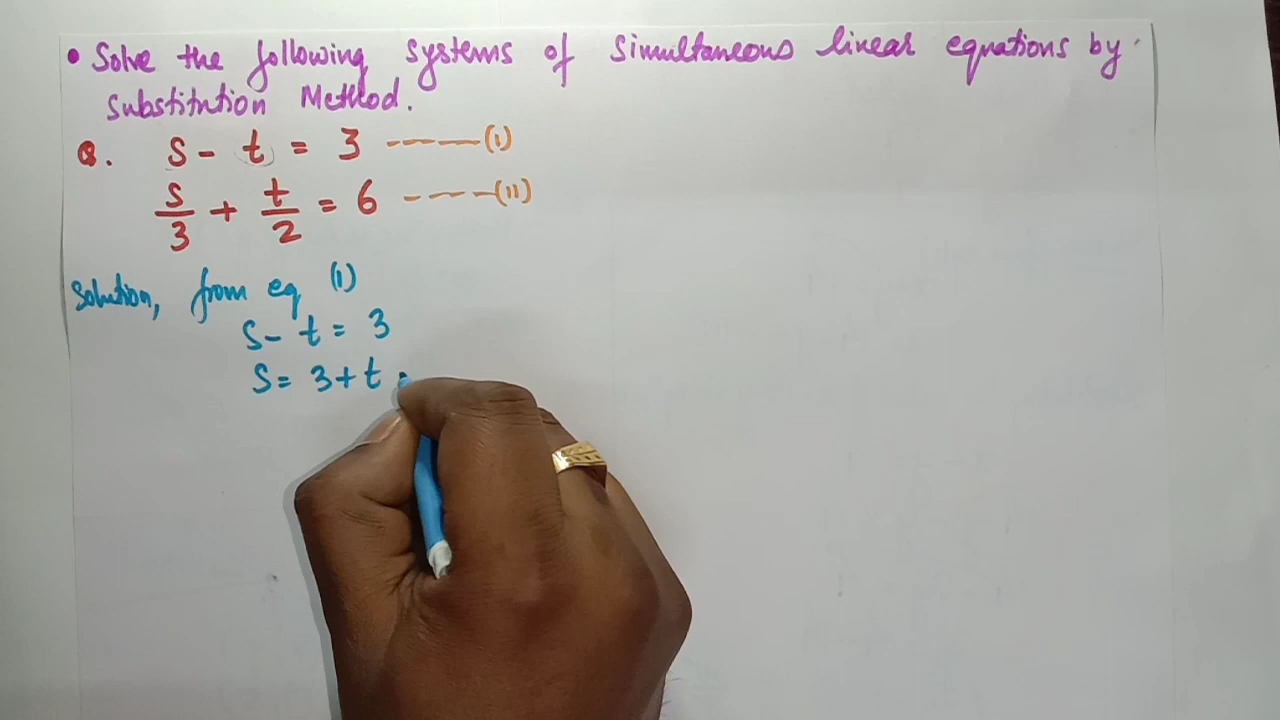 • Solve the following systems of simultaneous linear equations by
substitution Method.
Q. s - t = 3 -------(I)
s/3 + t/2 = 6 -----(II)
Solution, from eq (I)
s - t = 3
s = 3 + t